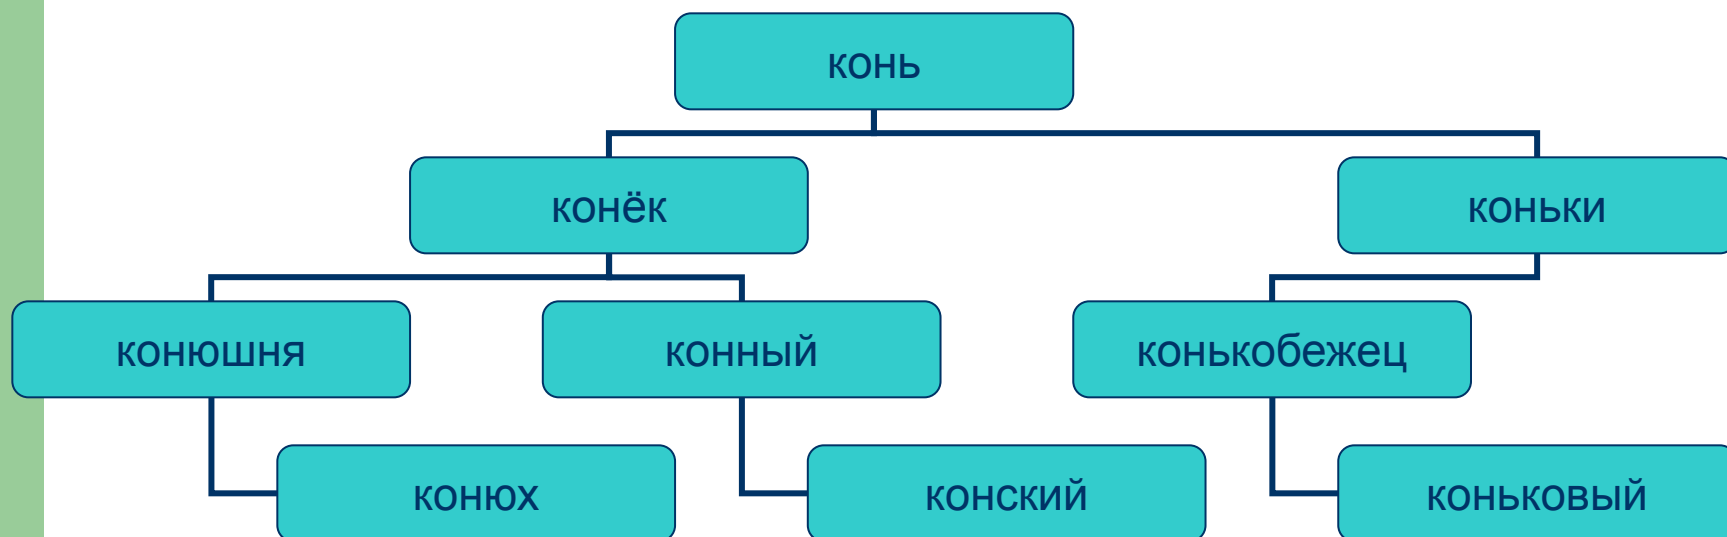 конь
конёк
коньки
конюшня
конный
конькобежец
конюх
конский
коньковый